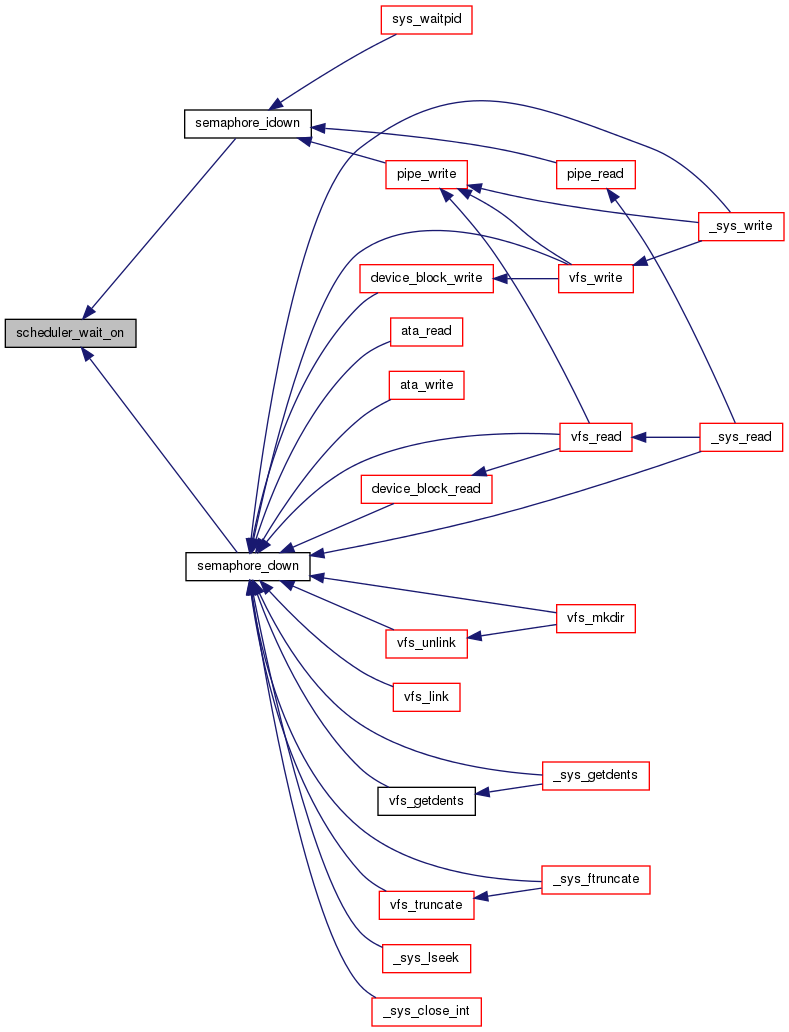 sys_waitpid
semaphore_idown
pipe_write
pipe_read
_sys_write
device_block_write
vfs_write
scheduler_wait_on
ata_read
ata_write
vfs_read
_sys_read
device_block_read
semaphore_down
vfs_mkdir
vfs_unlink
vfs_link
_sys_getdents
vfs_getdents
_sys_ftruncate
vfs_truncate
_sys_lseek
_sys_close_int